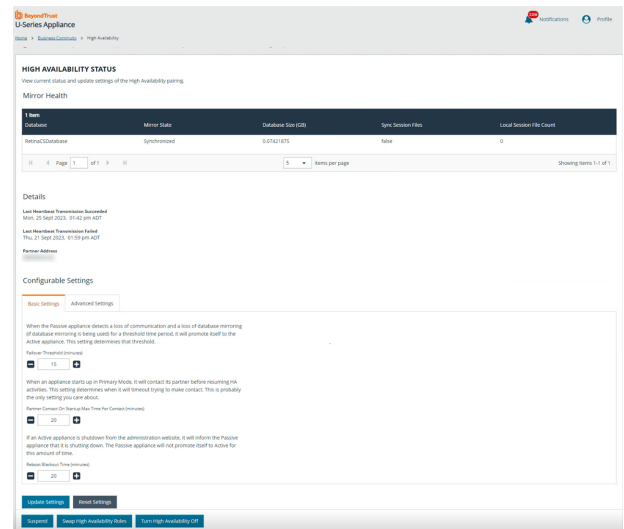 BeyondTrust
U-Series Appliance
Notifications
Profile
Home > Business Continuity > High Availability
HIGH AVAILABILITY STATUS
View current status and update settings of the High Availability pairing.
Mirror Health
1 item
Database Mirror State Database Size (GB) Sync Session Files Local Session File Count
RetinaCSDatabase Synchronized 0.07421875 false 0
Page 1 of 1 5 items per page Showing items 1-1 of 1
Details
Last Heartbeat Transmission Succeeded
Mon, 25 Sept 2023, 01:42 pm ADT
Last Heartbeat Transmission Failed
Thu, 21 Sept 2023, 01:59 pm ADT
Partner Address
Configurable Settings
Basic Settings Advanced Settings
When the Passive appliance detects a loss of communication and a loss of database mirroring
(if database mirroring is being used) for a threshold time period, it will promote itself to the
Active appliance. This setting determines that threshold.
Failover Threshold (minutes)
15
When an appliance starts up in Primary Mode, it will contact its partner before resuming HA
activities. This setting determines when it will timeout trying to make contact. This is probably
the only setting you care about.
Partner Contact On Startup Max Time For Contact (minutes)
20
If an Active appliance is shutdown from the administration website, it will inform the Passive
appliance that it is shutting down. The Passive appliance will not promote itself to Active for
this amount of time.
Reboot Blackout Time (minutes)
20
Update Settings Reset Settings
Suspend Swap High Availability Roles Turn High Availability Off